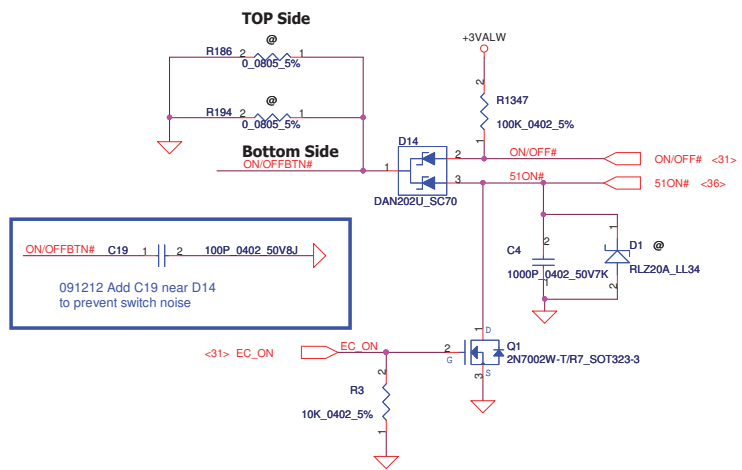 TOP Side
@
R186 2 1
0_0805_5%
@
R194 2 1
0_0805_5%
Bottom Side
ON/OFFBTN#
+3VALW
2
R1347
100K_0402_5%
1
D14
1
2
3
DAN202U_SC70
ON/OFF#
ON/OFF# <31>
51ON#
51ON# <36>
ON/OFFBTN# C19 1 2 100P_0402_50V8J
091212 Add C19 near D14
to prevent switch noise
2
C4
1000P_0402_50V7K
1
1
D1 @
RLZ20A_LL34
2
<31> EC_ON
EC_ON
1 D
2
G
Q1
2N7002W-T/R7_SOT323-3
3 S
2
R3
10K_0402_5%
1